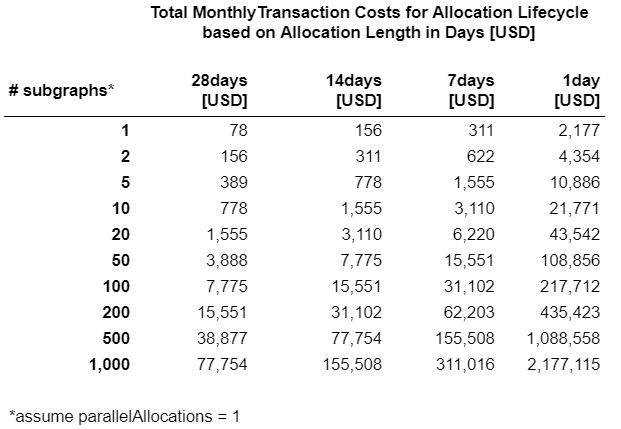 Total Monthly Transaction Costs for Allocation Lifecycle
based on Allocation Length in Days [USD]
# subgraphs* 28days [USD] 14days [USD] 7days [USD] 1day [USD]
1 78 156 311 2,177
2 156 311 622 4,354
5 389 778 1,555 10,886
10 778 1,555 3,110 21,771
20 1,555 3,110 6,220 43,542
50 3,888 7,775 15,551 108,856
100 7,775 15,551 31,102 217,712
200 15,551 31,102 62,203 435,423
500 38,877 77,754 155,508 1,088,558
1,000 77,754 155,508 311,016 2,177,115
*assume parallelAllocations = 1